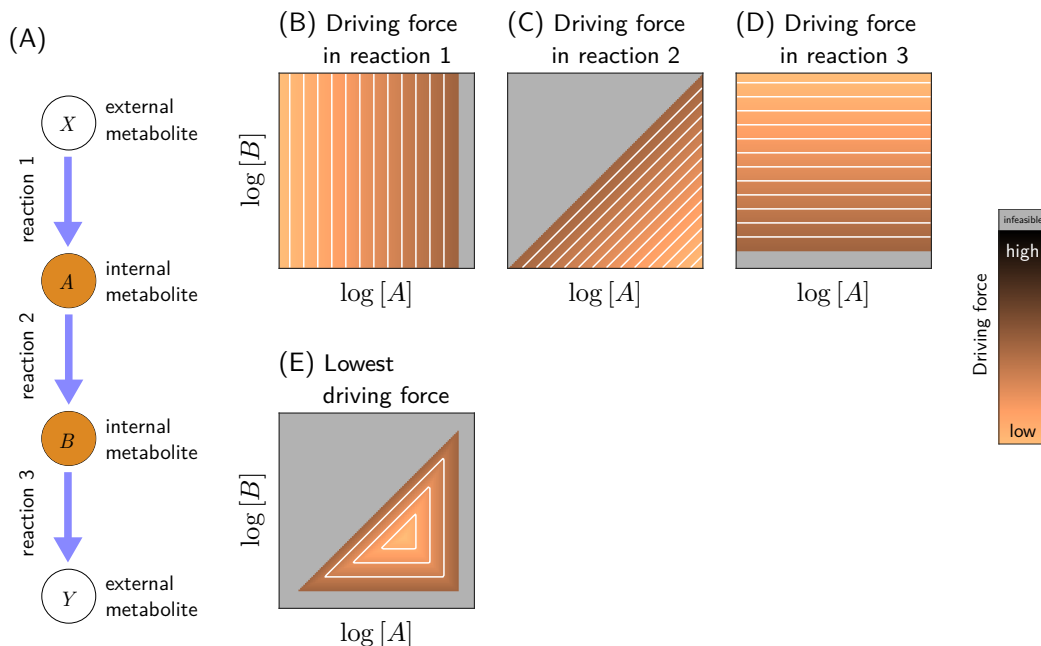 (A)
X
external
metabolite
reaction 1
A
internal
metabolite
reaction 2
B
internal
metabolite
reaction 3
Y
external
metabolite
(B) Driving force
in reaction 1
log [B]
log [A]
(C) Driving force
in reaction 2
log [A]
(D) Driving force
in reaction 3
log [A]
(E) Lowest
driving force
log [B]
log [A]
Driving force
infeasible
high
low